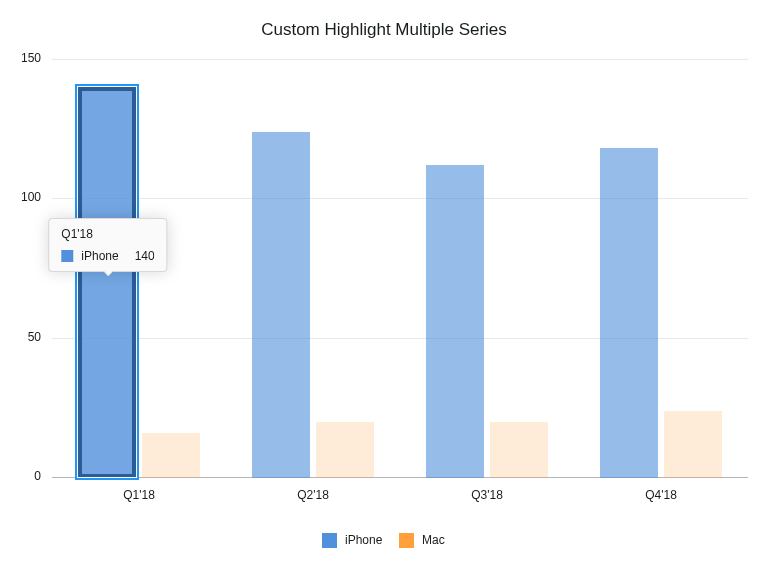 Custom Highlight Multiple Series
150
100
50
0
Q1'18
iPhone 140
Q1'18 Q2'18 Q3'18 Q4'18
iPhone Mac